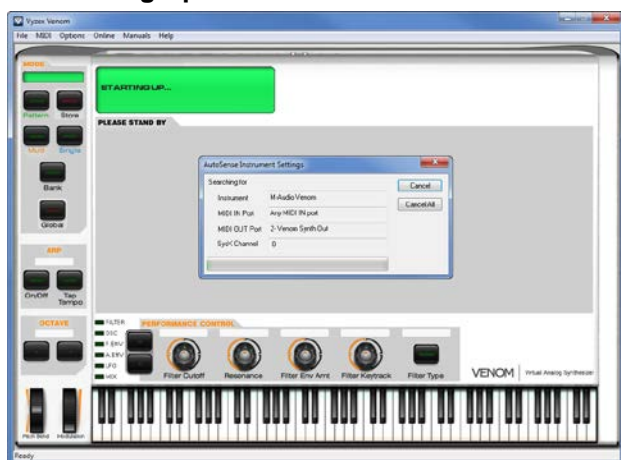 Vyzex Venom
File MIDI Options Online Manuals Help
MODE
STARTING UP...
Pattern Store
PLEASE STAND BY
Multi Single
AutoSense Instrument Settings
Searching for
Cancel
Instrument M-Audio Venom
Cancel All
MIDI IN Port Any MIDI IN port
MIDI OUT Port 2- Venom Synth Out
SysX Channel 0
Bank
Global
ARP
On/Off Tap Tempo
OCTAVE
FILTER
OSC
F.ENV
A.ENV
LFO
MIX
PERFORMANCE CONTROL
Filter Cutoff Resonance Filter Env Amt Filter Keytrack Filter Type
VENOM Virtual Analog Synthesizer
Pitch Bend Modulation
Ready